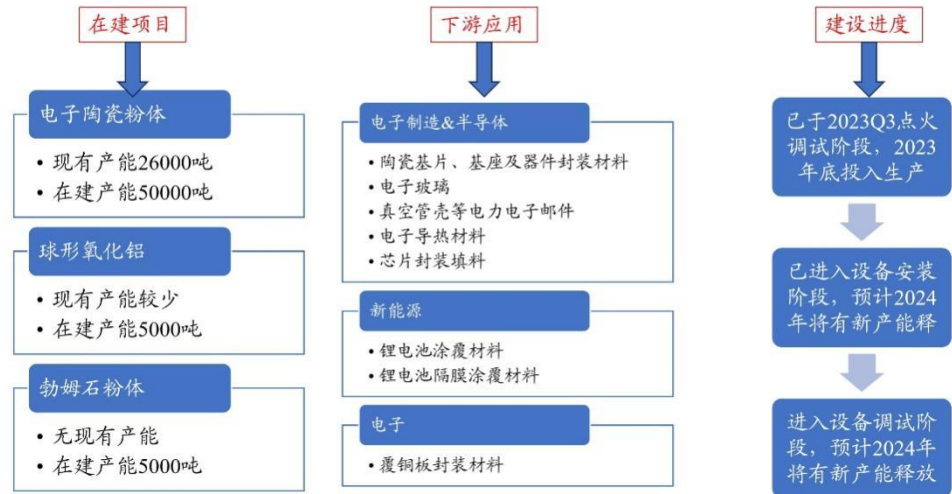 在建项目
电子陶瓷粉体
• 现有产能26000吨
• 在建产能50000吨
球形氧化铝
• 现有产能较少
• 在建产能5000吨
勃姆石粉体
• 无现有产能
• 在建产能5000吨
下游应用
电子制造&半导体
• 陶瓷基片、基座及器件封装材料
• 电子玻璃
• 真空管壳等电力电子邮件
• 电子导热材料
• 芯片封装填料
新能源
• 锂电池涂覆材料
• 锂电池隔膜涂覆材料
电子
• 覆铜板封装材料
建设进度
已于2023Q3点火
调试阶段，2023
年底投入生产
已进入设备安装
阶段，预计2024
年将有新产能释
进入设备调试阶
段，预计2024年
将有新产能释放